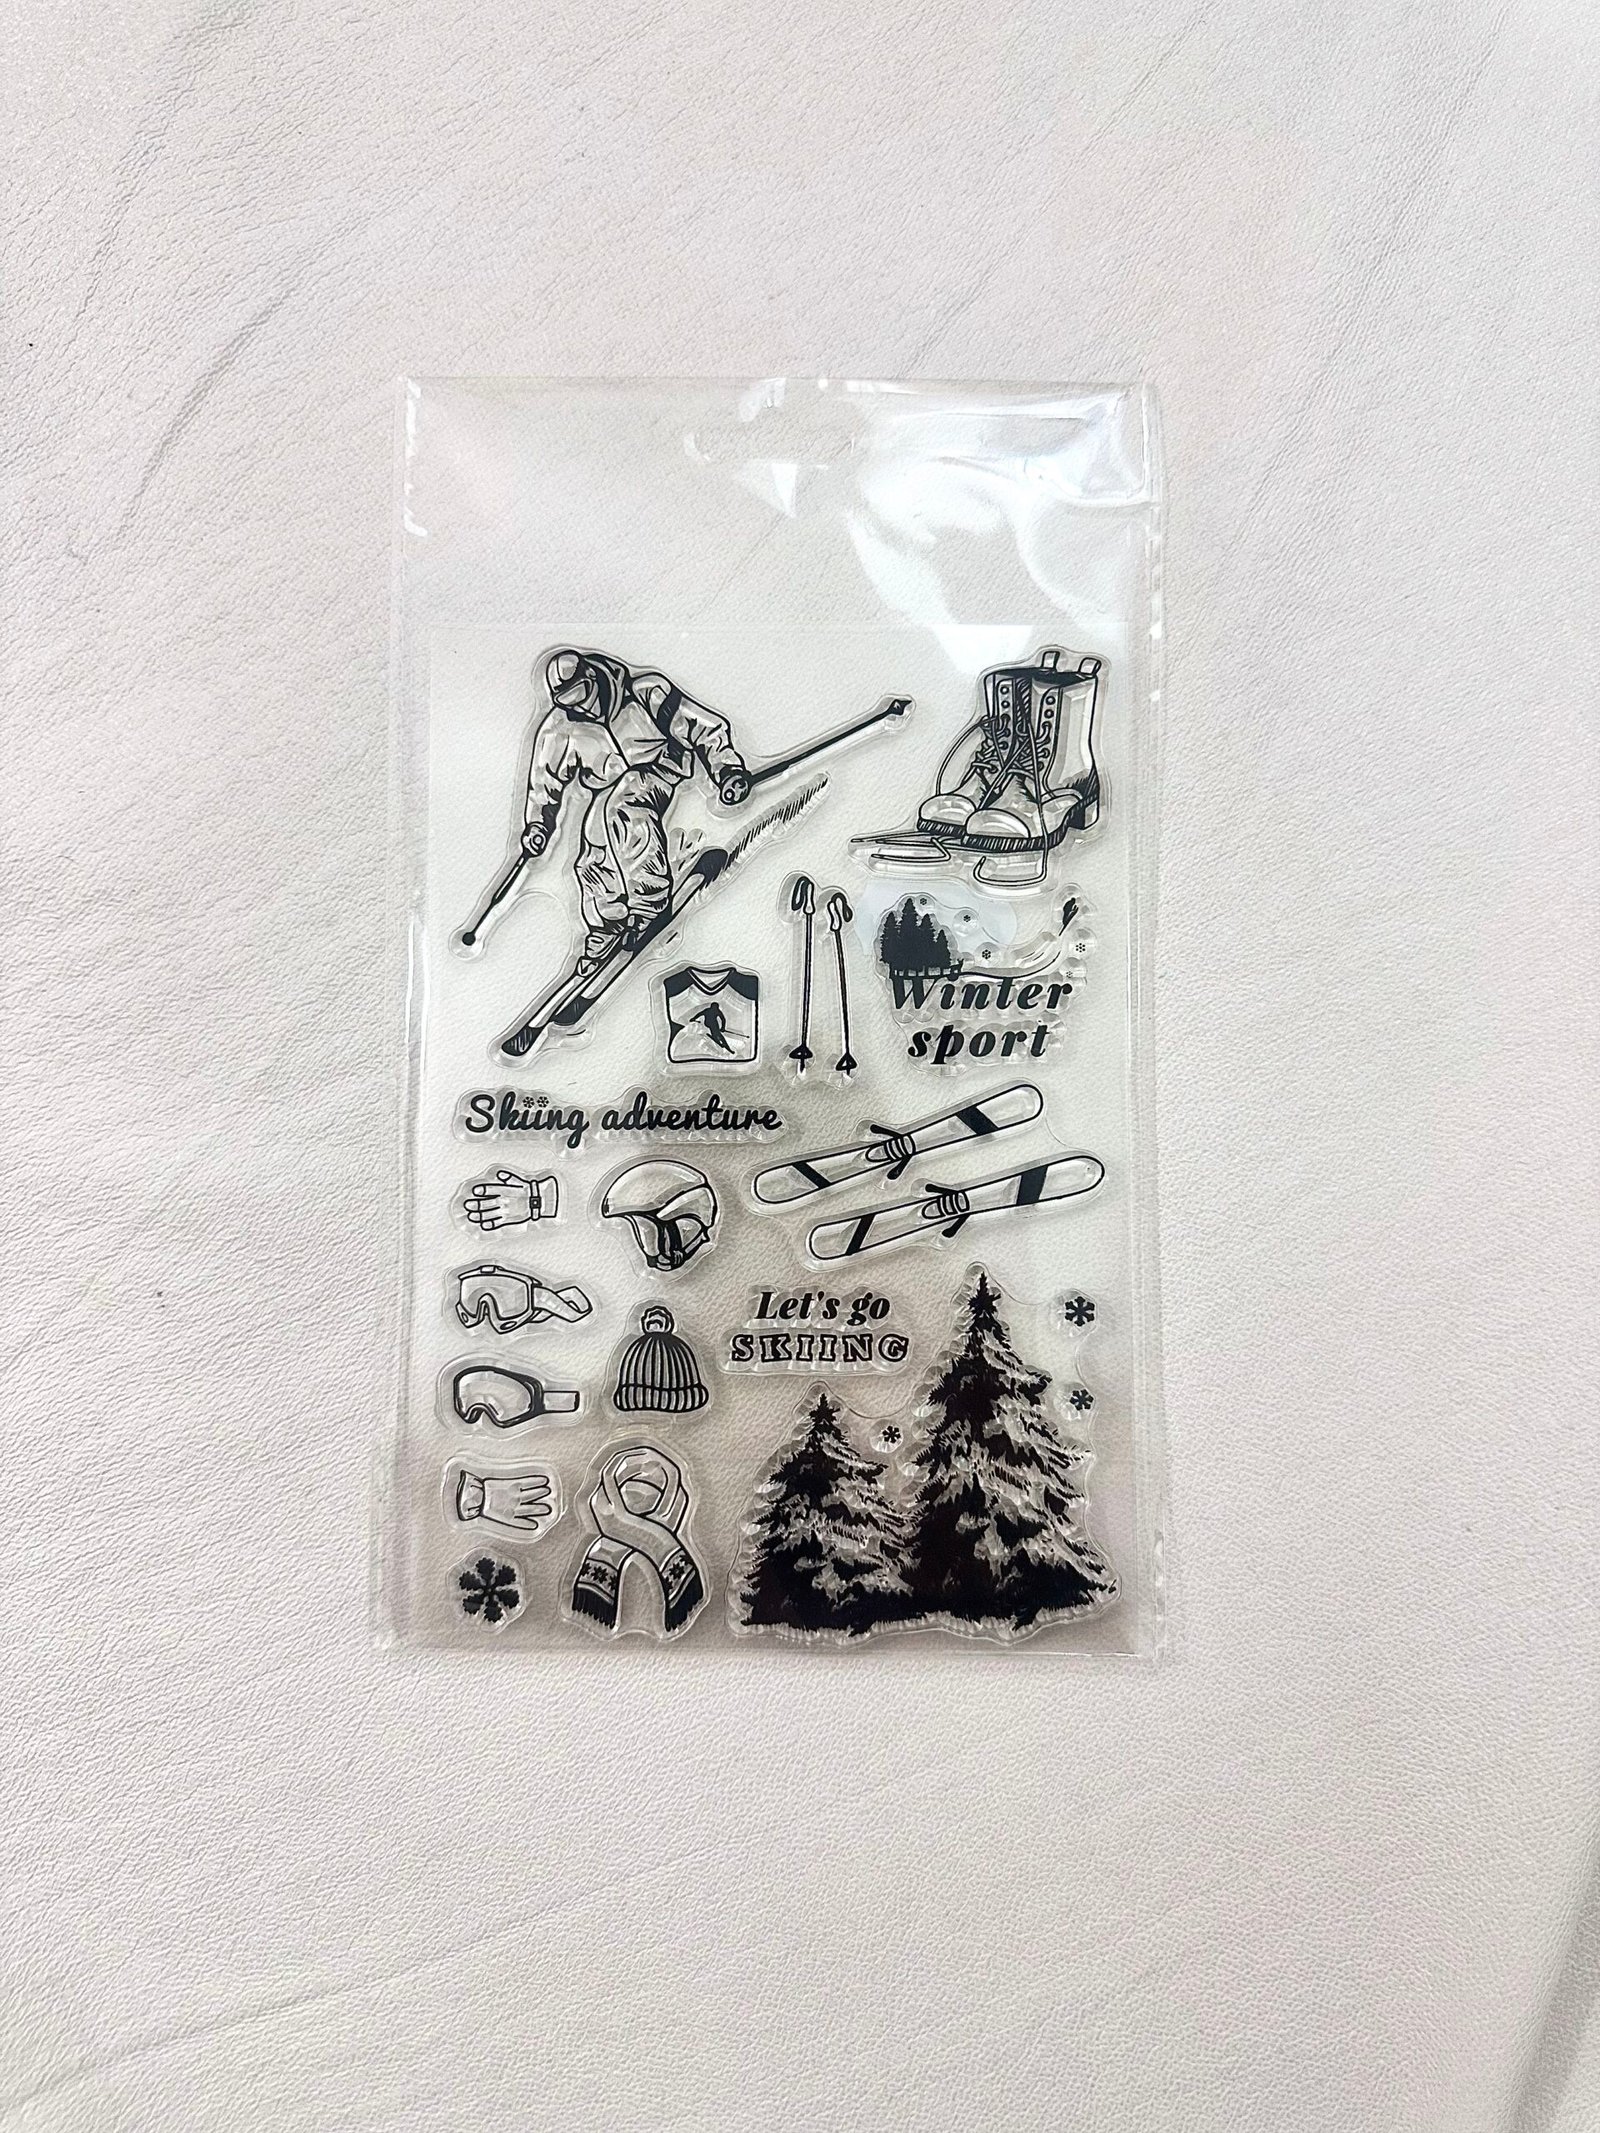 Winter
sport
Skiing adventure
Let's go
SKIING